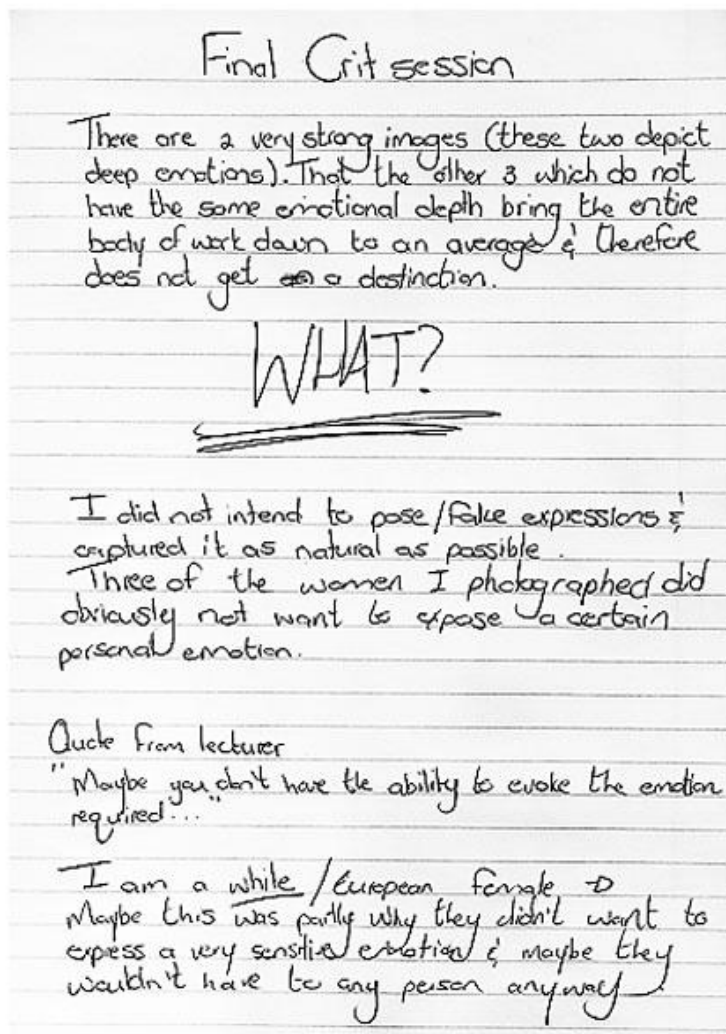 Final Crit session
There are 2 very strong images (these two depict
deep emotions). That the other 3 which do not
have the same emotional depth bring the entire
body of work down to an average & therefore
does not get a destinction.
WHAT?
I did not intend to pose/fake expressions &
captured it as natural as possible.
Three of the women I photographed did
obviously not want to expose a certain
personal emotion.
Quote from lecturer
"Maybe you don't have the ability to evoke the emotion
required..."
I am a white/European female →
Maybe this was partly why they didn't want to
express a very sensitive emotion & maybe they
wouldn't have to any person anyway